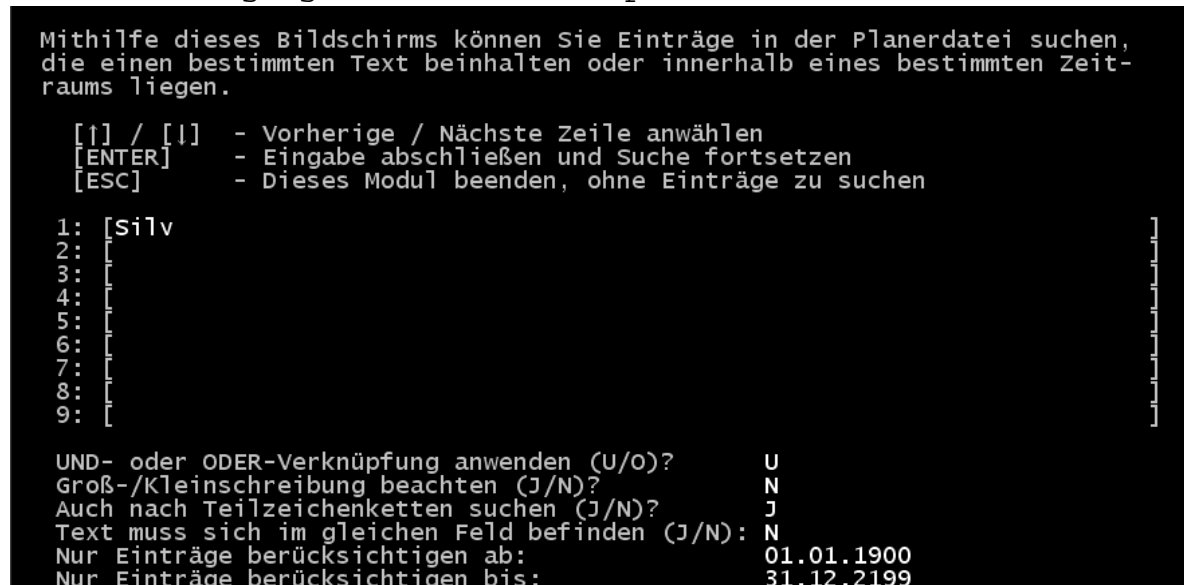 Mithilfe dieses Bildschirms können Sie Einträge in der Planerdatei suchen,
die einen bestimmten Text beinhalten oder innerhalb eines bestimmten Zeit-
raums liegen.
[↑] / [↓] - Vorherige / Nächste Zeile anwählen
[ENTER] - Eingabe abschließen und Suche fortsetzen
[ESC] - Dieses Modul beenden, ohne Einträge zu suchen
1: [Silv ]
2: [ ]
3: [ ]
4: [ ]
5: [ ]
6: [ ]
7: [ ]
8: [ ]
9: [ ]
UND- oder ODER-Verknüpfung anwenden (U/O)? U
Groß-/Kleinschreibung beachten (J/N)? N
Auch nach Teilzeichenketten suchen (J/N)? J
Text muss sich im gleichen Feld befinden (J/N): N
Nur Einträge berücksichtigen ab: 01.01.1900
Nur Einträge berücksichtigen bis: 31.12.2199